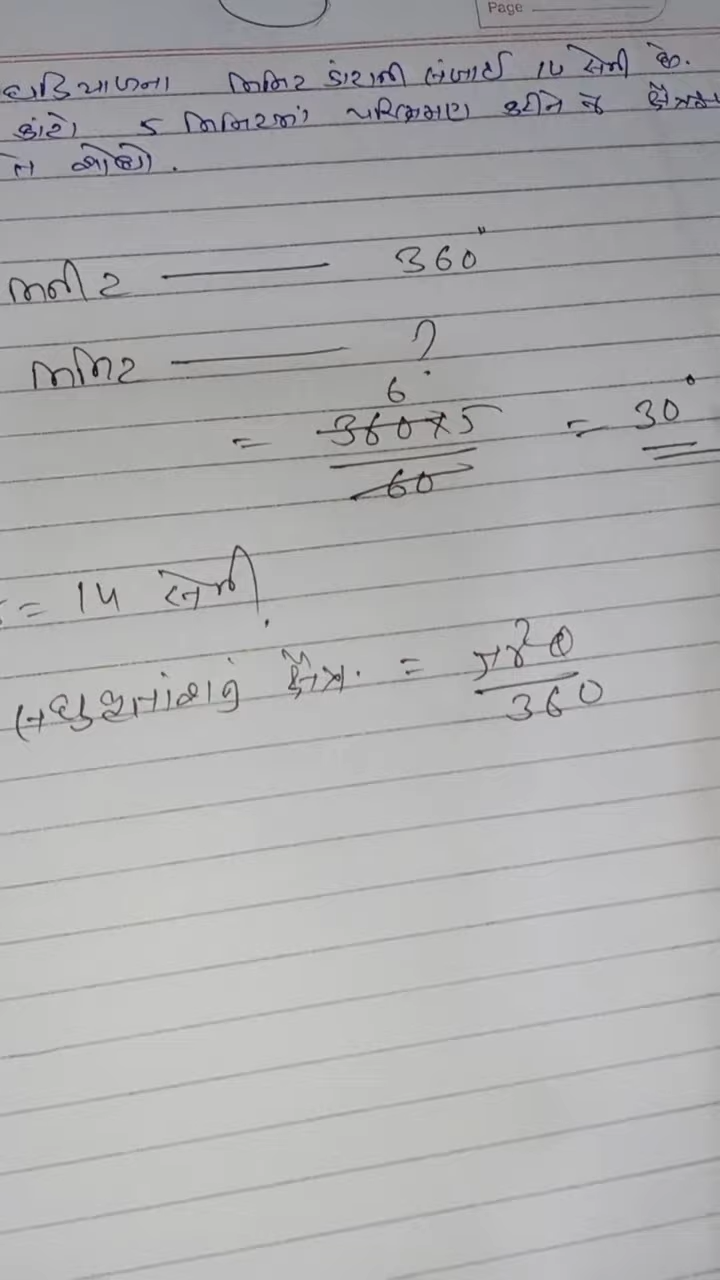 Page
ઘડિયાળના મિનિટ કાંટાની લંબાઈ 14 સેમી છે.
કાંટો 5 મિનિટમાં પરિભ્રમણ કરીને જે ક્ષેત્રફ
તે શોધો.
મીનીટ — 360°
મિનિટ — ?
6
= 360×5 = 30°
60
= 14 સેમી.
લઘુવૃતાંશનું ક્ષેત્ર. = πr²θ
360